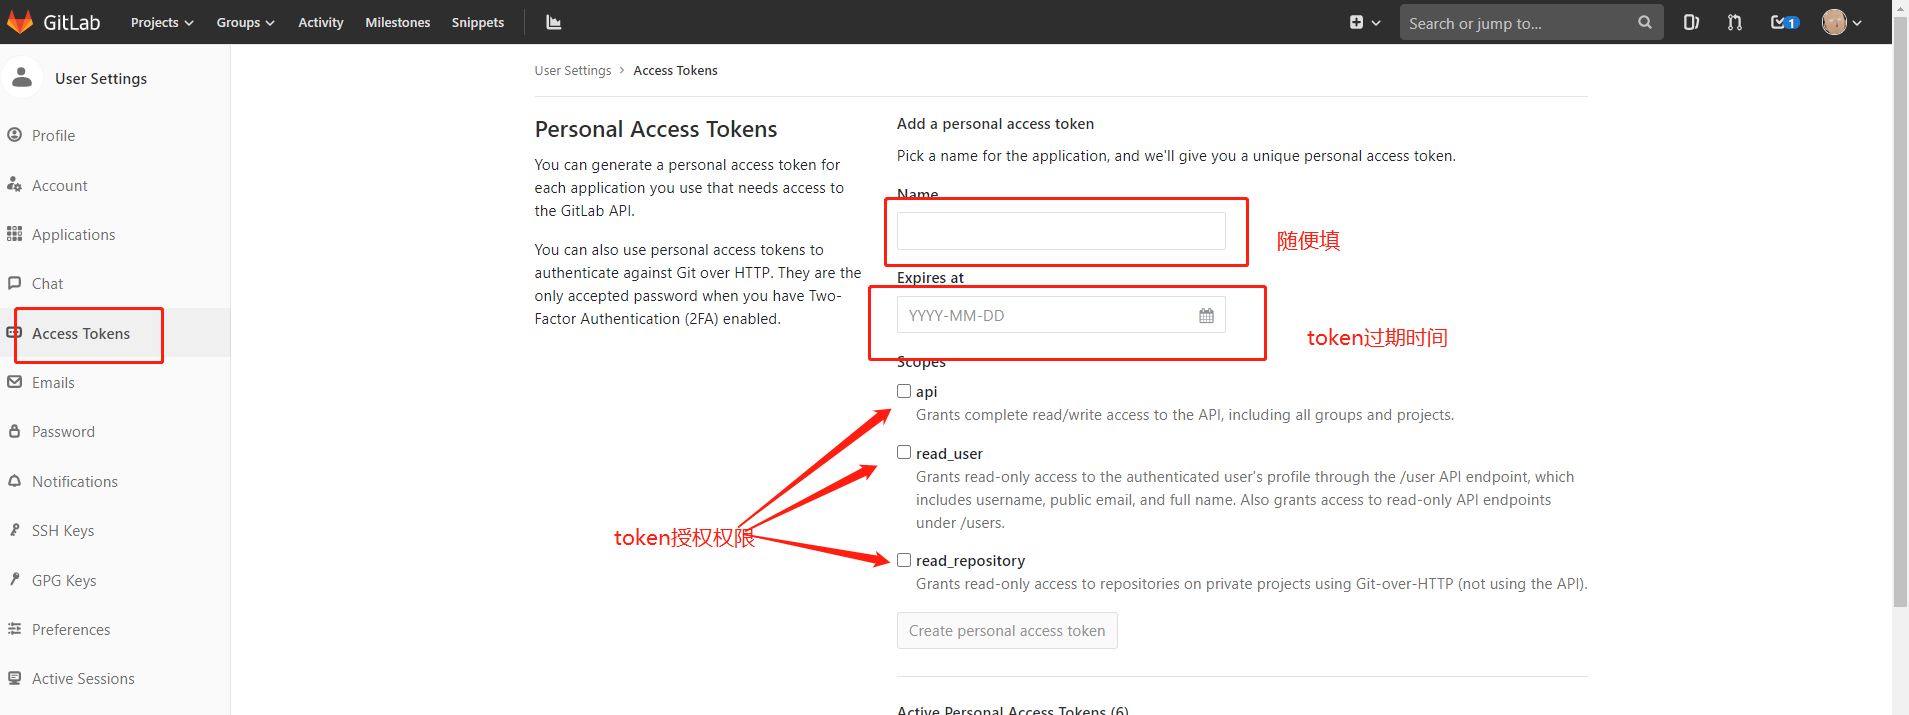 GitLab
Projects
Groups
Activity
Milestones
Snippets
Search or jump to...
1
User Settings
Profile
Account
Applications
Chat
Access Tokens
Emails
Password
Notifications
SSH Keys
GPG Keys
Preferences
Active Sessions
User Settings › Access Tokens
Personal Access Tokens
You can generate a personal access token for
each application you use that needs access to
the GitLab API.
You can also use personal access tokens to
authenticate against Git over HTTP. They are the
only accepted password when you have Two-
Factor Authentication (2FA) enabled.
Add a personal access token
Pick a name for the application, and we'll give you a unique personal access token.
Name
随便填
Expires at
YYYY-MM-DD
token过期时间
Scopes
api
Grants complete read/write access to the API, including all groups and projects.
read_user
Grants read-only access to the authenticated user's profile through the /user API endpoint, which
includes username, public email, and full name. Also grants access to read-only API endpoints
under /users.
token授权权限
read_repository
Grants read-only access to repositories on private projects using Git-over-HTTP (not using the API).
Create personal access token
Active Personal Access Tokens (6)